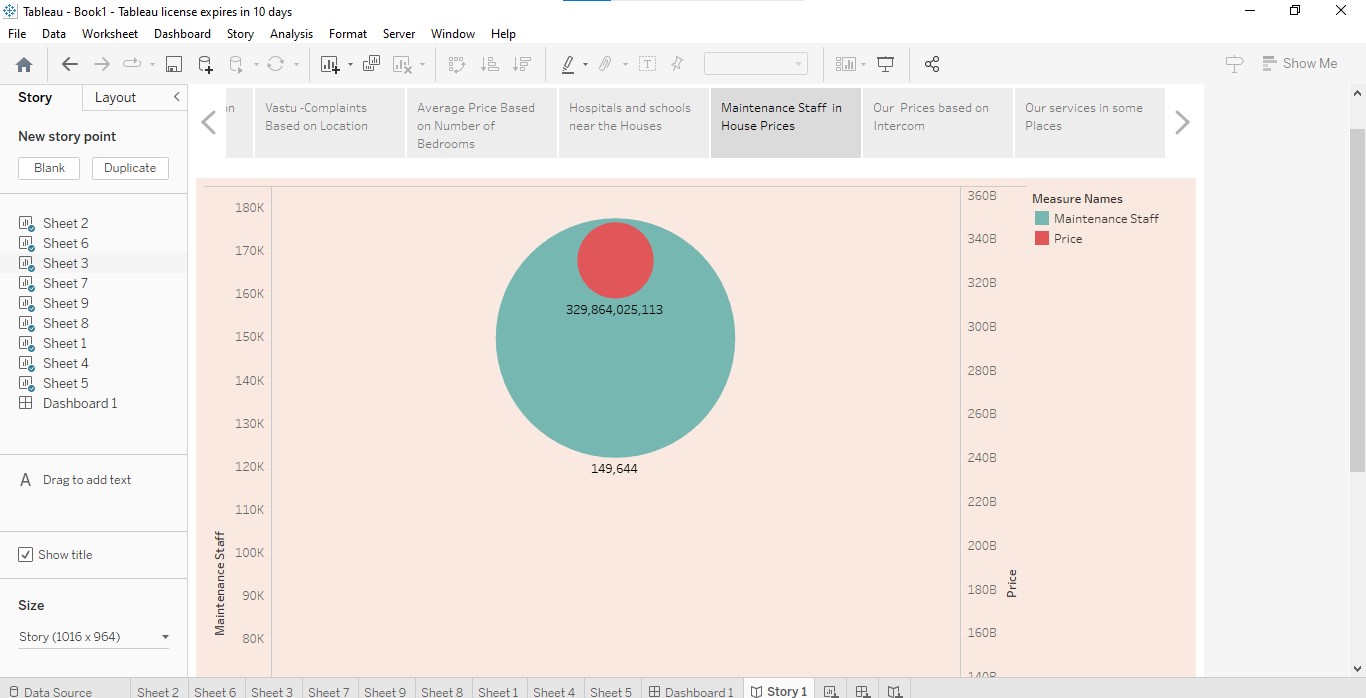 Tableau - Book1 - Tableau license expires in 10 days
File Data Worksheet Dashboard Story Analysis Format Server Window Help
Show Me
Story Layout
New story point
Blank Duplicate
Sheet 2
Sheet 6
Sheet 3
Sheet 7
Sheet 9
Sheet 8
Sheet 1
Sheet 4
Sheet 5
Dashboard 1
A Drag to add text
Show title
Size
Story (1016 x 964)
on
Vastu -Complaints
Based on Location
Average Price Based
on Number of
Bedrooms
Hospitals and schools
near the Houses
Maintenance Staff in
House Prices
Our Prices based on
Intercom
Our services in some
Places
Maintenance Staff
180K
170K
160K
150K
140K
130K
120K
110K
100K
90K
80K
329,864,025,113
149,644
360B
340B
320B
300B
280B
260B
240B
220B
200B
180B
160B
140B
Price
Measure Names
Maintenance Staff
Price
Data Source Sheet 2 Sheet 6 Sheet 3 Sheet 7 Sheet 9 Sheet 8 Sheet 1 Sheet 4 Sheet 5 Dashboard 1 Story 1